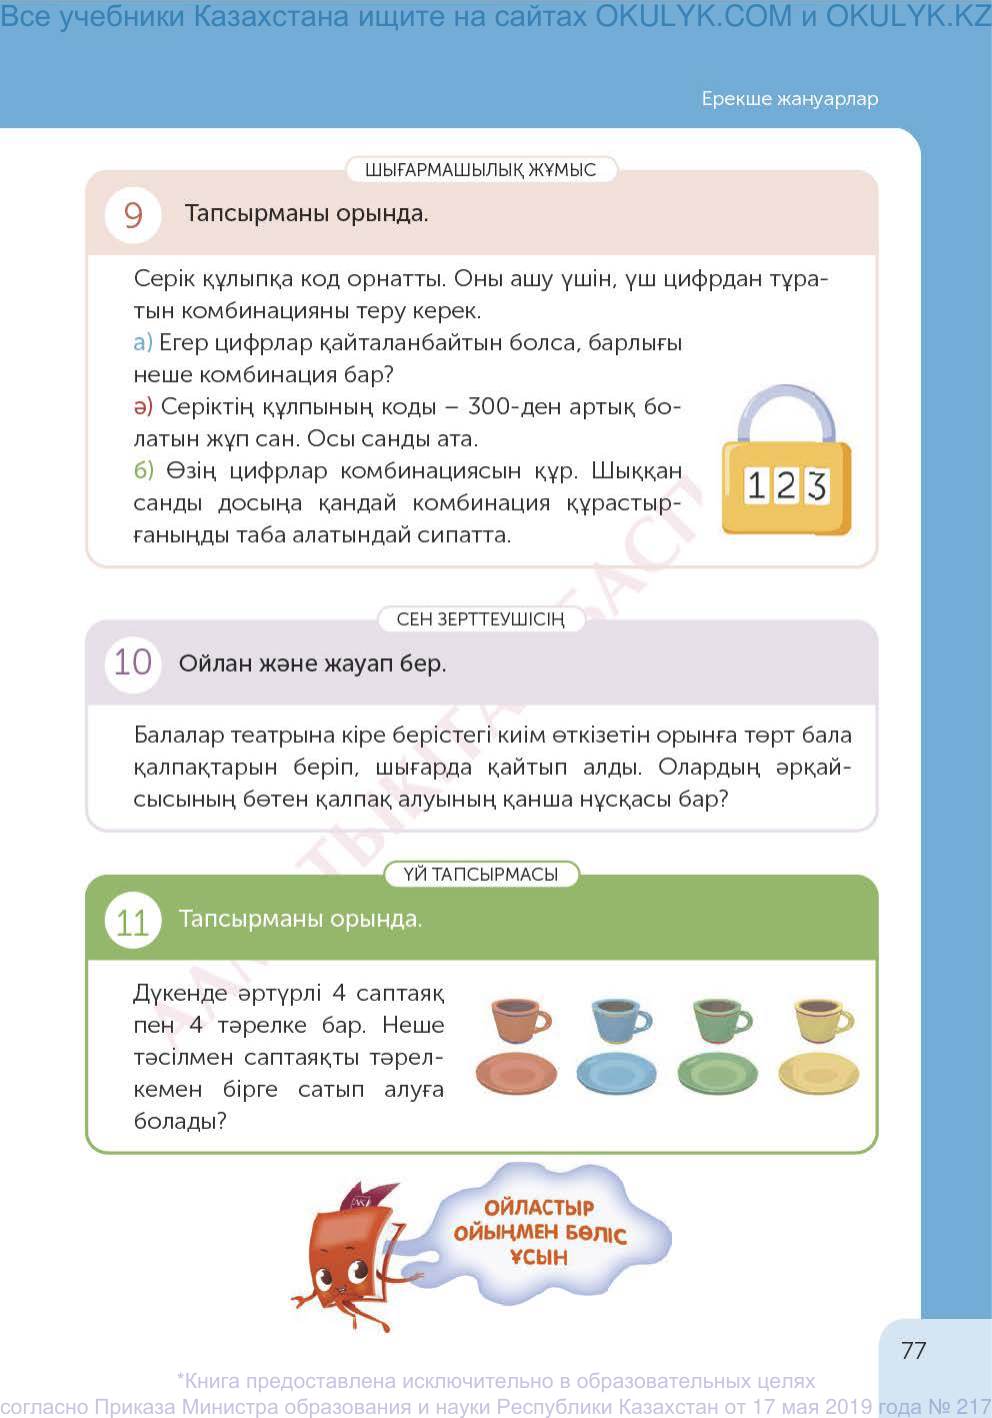 Все учебники Казахстана ищите на сайтах OKULYK.COM и OKULYK.KZ
Ерекше жануарлар
ШЫҒАРМАШЫЛЫҚ ЖҰМЫС
9 Тапсырманы орында.
Серік құлыпқа код орнатты. Оны ашу үшін, үш цифрдан тұра-
тын комбинацияны теру керек.
а) Егер цифрлар қайталанбайтын болса, барлығы
неше комбинация бар?
ә) Серіктің құлпының коды – 300-ден артық бо-
латын жұп сан. Осы санды ата.
б) Өзің цифрлар комбинациясын құр. Шыққан
санды досыңа қандай комбинация құрастыр-
ғаныңды таба алатындай сипатта.
1 2 3
СЕН ЗЕРТТЕУШІСІҢ
10 Ойлан және жауап бер.
Балалар театрына кіре берістегі киім өткізетін орынға төрт бала
қалпақтарын беріп, шығарда қайтып алды. Олардың әрқай-
сысының бөтен қалпақ алуының қанша нұсқасы бар?
ҮЙ ТАПСЫРМАСЫ
11 Тапсырманы орында.
Дүкенде әртүрлі 4 саптаяқ
пен 4 тәрелке бар. Неше
тәсілмен саптаяқты тәрел-
кемен бірге сатып алуға
болады?
ОЙЛАСТЫР
ОЙЫҢМЕН БӨЛІС
ҰСЫН
77
*Книга предоставлена исключительно в образовательных целях
согласно Приказа Министра образования и науки Республики Казахстан от 17 мая 2019 года № 217